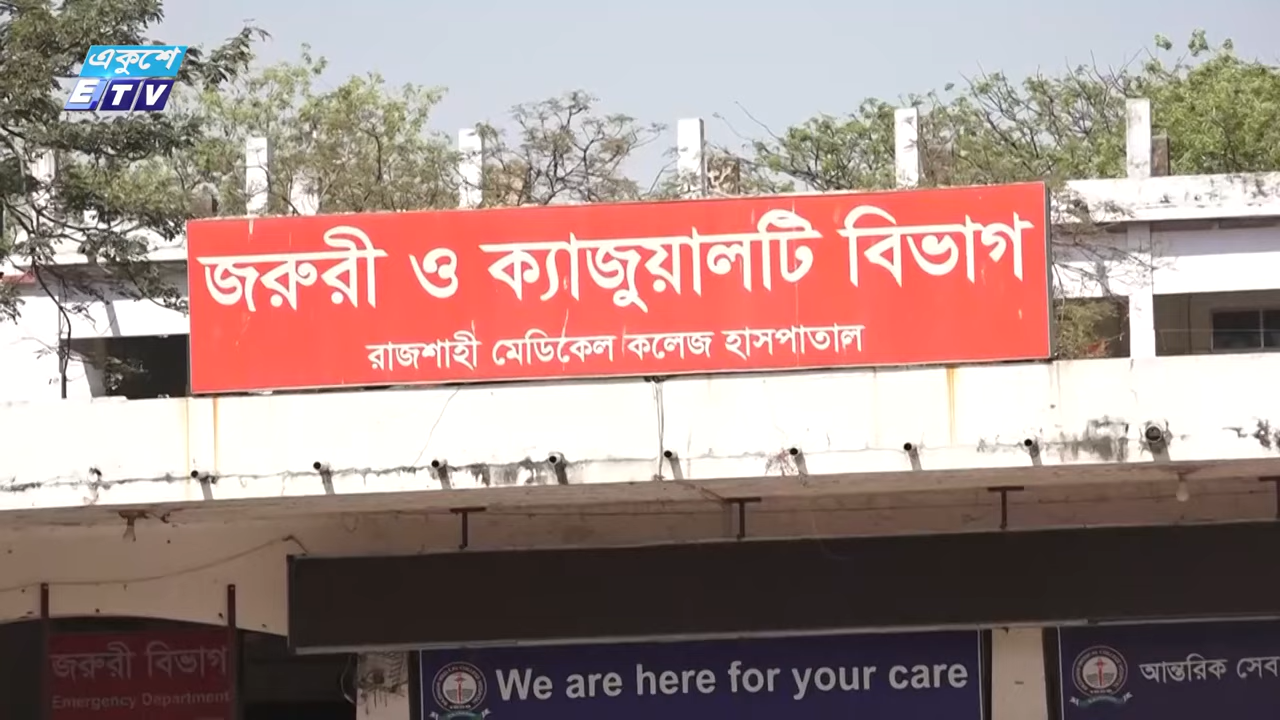 একুশে
ETV
জরুরী ও ক্যাজুয়ালটি বিভাগ
রাজশাহী মেডিকেল কলেজ হাসপাতাল
জরুরী বিভাগ
Emergency Department
We are here for your care
আন্তরিক সেব